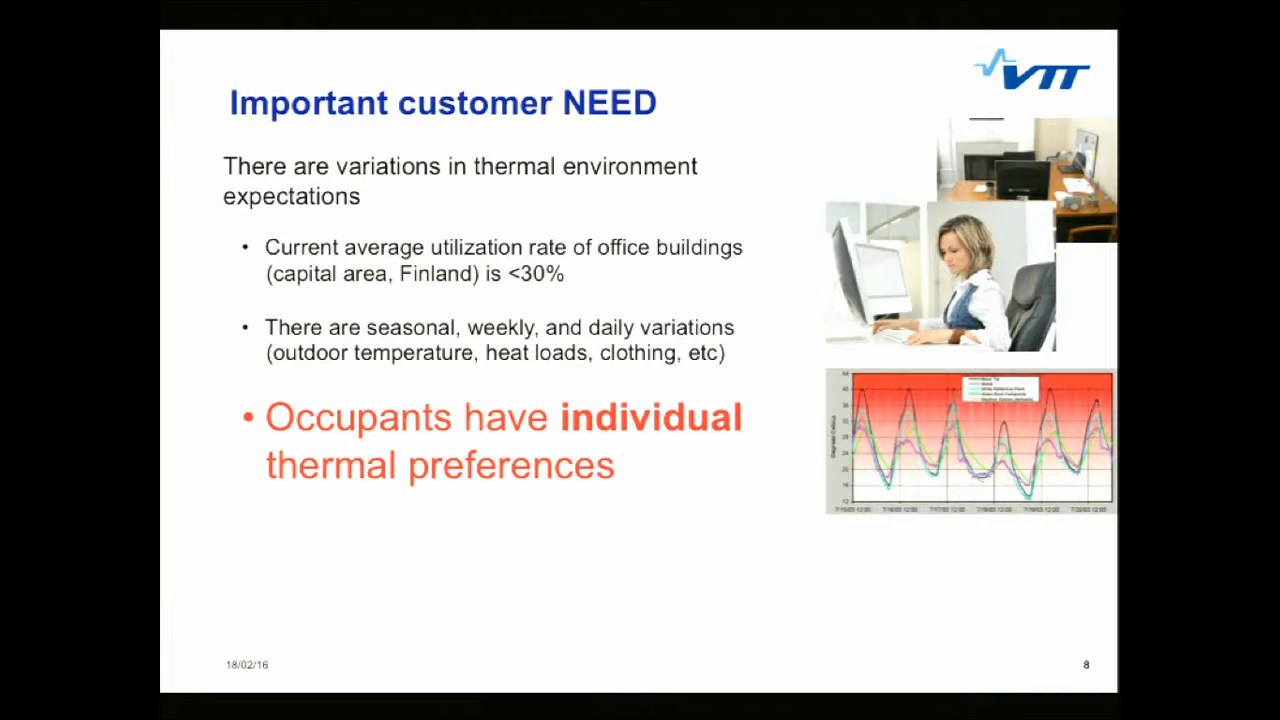 VTT
Important customer NEED
There are variations in thermal environment
expectations
• Current average utilization rate of office buildings
(capital area, Finland) is <30%
• There are seasonal, weekly, and daily variations
(outdoor temperature, heat loads, clothing, etc)
• Occupants have individual
thermal preferences
18/02/16
8